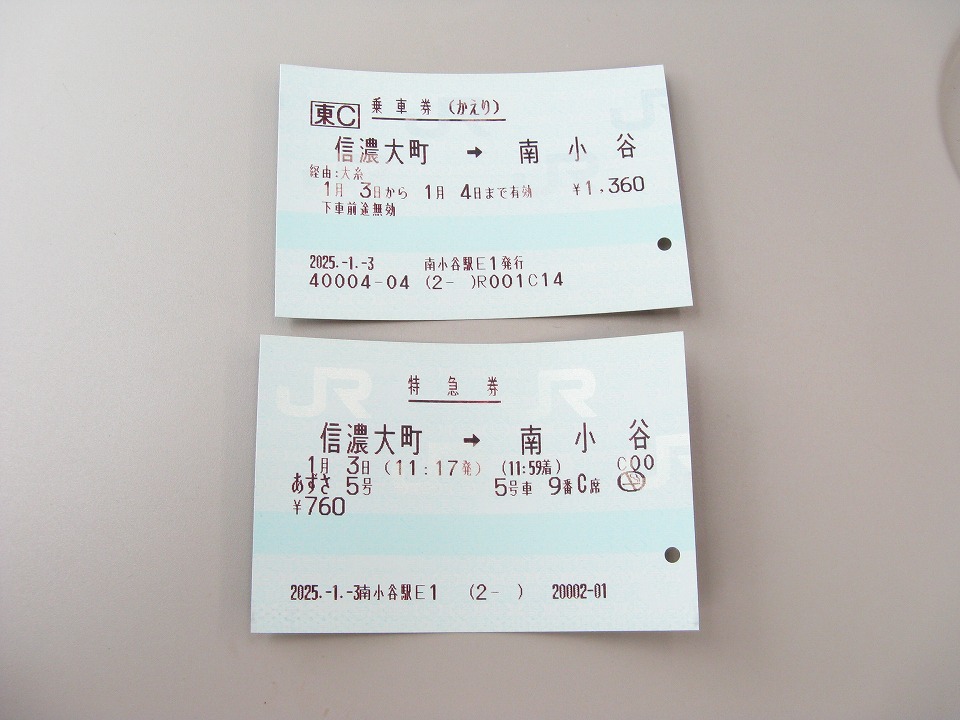 東C 乗車券(かえり)
信濃大町 → 南小谷
経由:大糸
1月 3日から 1月 4日まで有効 ¥1,360
下車前途無効
2025.-1.-3 南小谷駅E1発行
40004-04 (2- )R001C14
JR R
特急券
信濃大町 → 南小谷
1月 3日 (11:17発) (11:59着) C00
あずさ 5号 5号車 9番C席
¥760
2025.-1.-3南小谷駅E1 (2- ) 20002-01